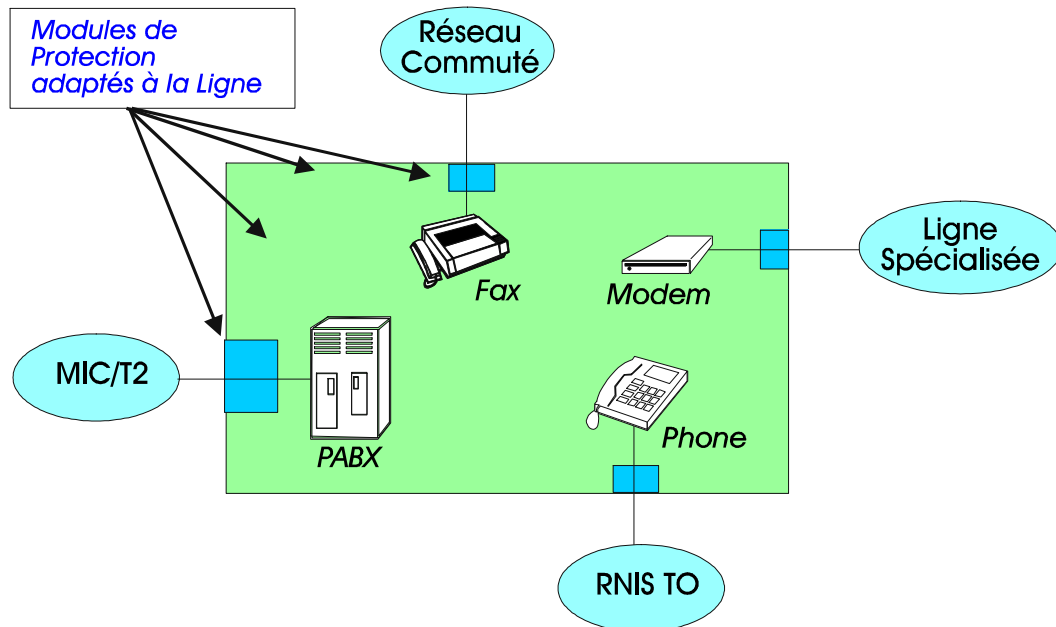 Modules de
Protection
adaptés à la Ligne
Réseau
Commuté
Ligne
Spécialisée
Fax
Modem
MIC/T2
PABX
Phone
RNIS TO